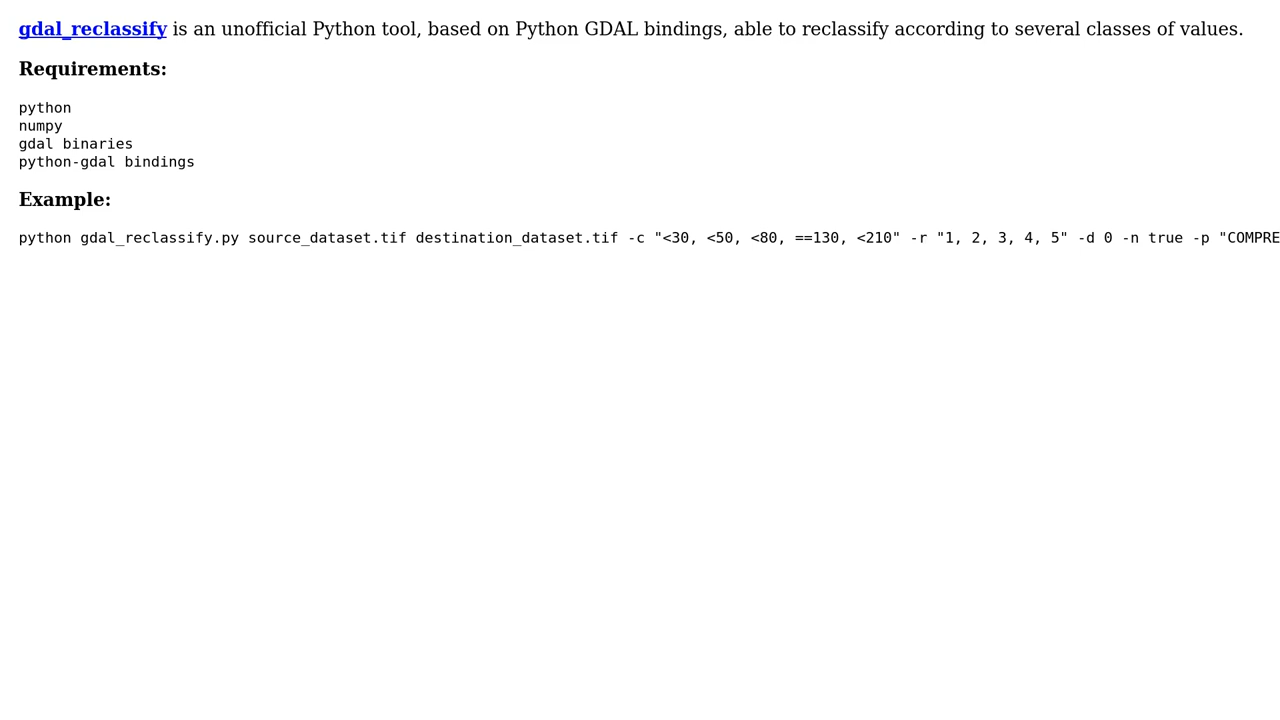 gdal_reclassify is an unofficial Python tool, based on Python GDAL bindings, able to reclassify according to several classes of values.
Requirements:
python
numpy
gdal binaries
python-gdal bindings
Example:
python gdal_reclassify.py source_dataset.tif destination_dataset.tif -c "<30, <50, <80, ==130, <210" -r "1, 2, 3, 4, 5" -d 0 -n true -p "COMPRE